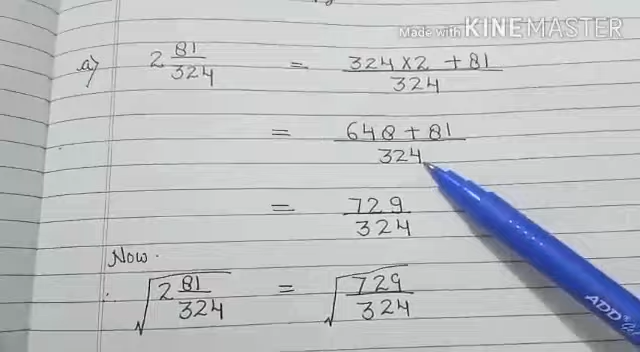 Made with KINEMASTER
a) 2 81/324 = (324 × 2 + 81)/324
= (648 + 81)/324
= 729/324
Now.
√(2 81/324) = √(729/324)
ADD